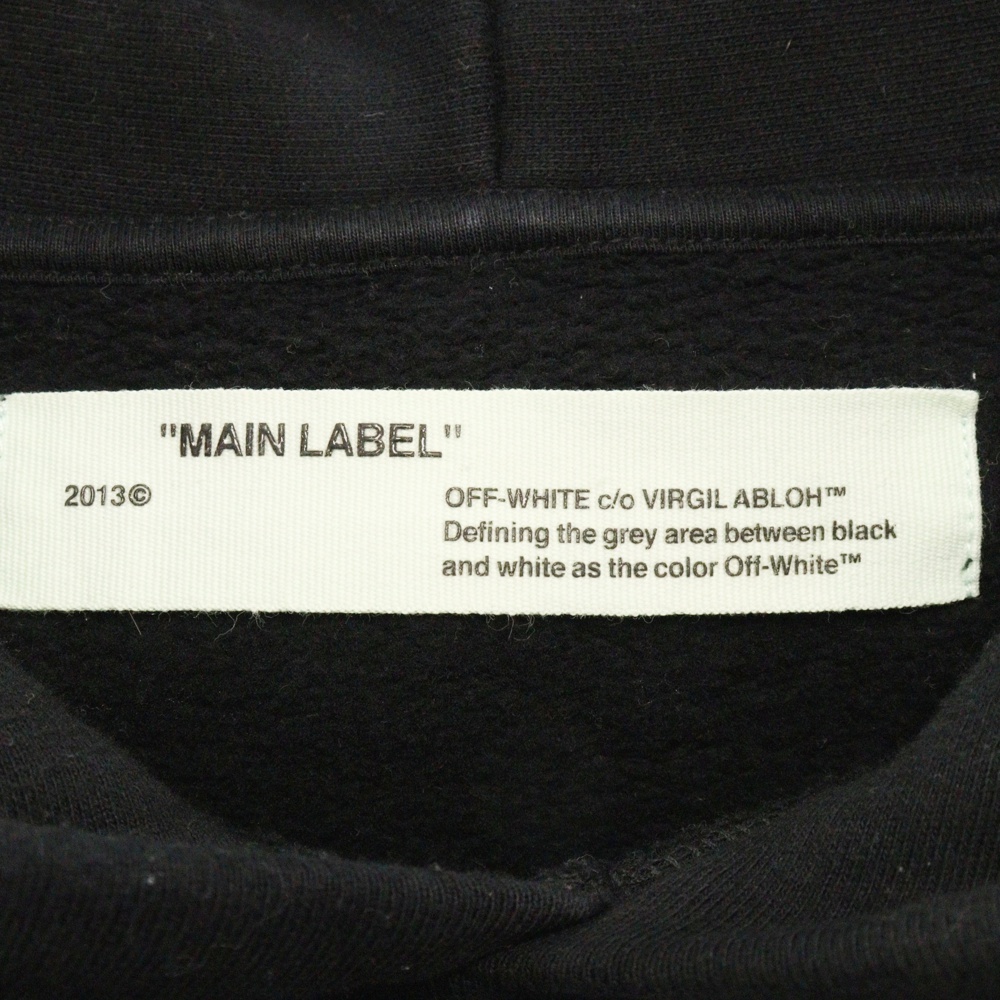 "MAIN LABEL"
2013©
OFF-WHITE c/o VIRGIL ABLOH™
Defining the grey area between black
and white as the color Off-White™